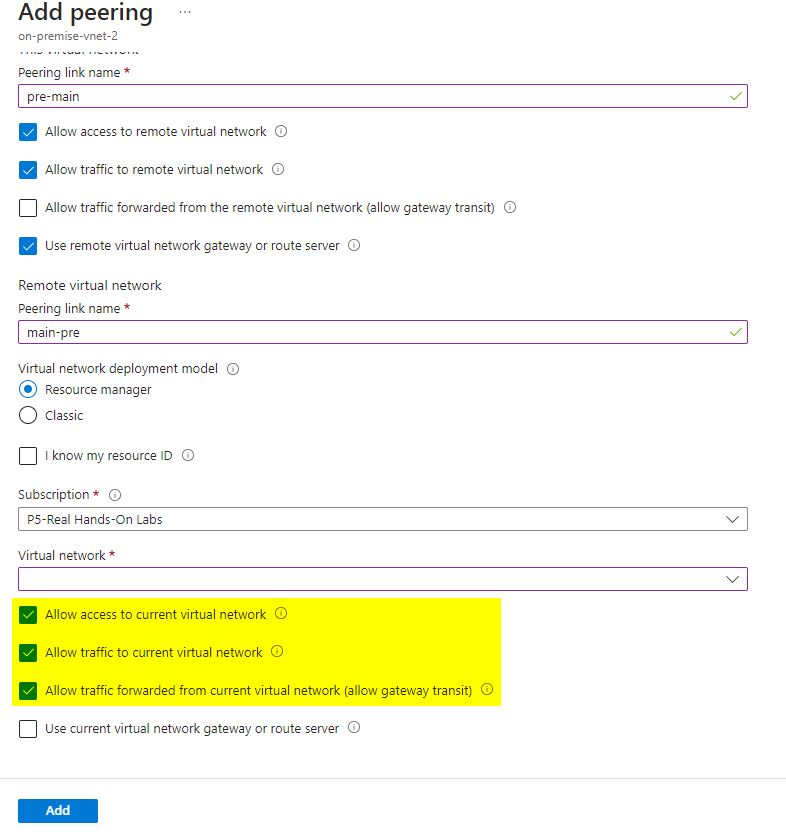 Add peering ...
on-premise-vnet-2
This virtual network
Peering link name *
pre-main
Allow access to remote virtual network
Allow traffic to remote virtual network
Allow traffic forwarded from the remote virtual network (allow gateway transit)
Use remote virtual network gateway or route server
Remote virtual network
Peering link name *
main-pre
Virtual network deployment model
Resource manager
Classic
I know my resource ID
Subscription *
P5-Real Hands-On Labs
Virtual network *
Allow access to current virtual network
Allow traffic to current virtual network
Allow traffic forwarded from current virtual network (allow gateway transit)
Use current virtual network gateway or route server
Add